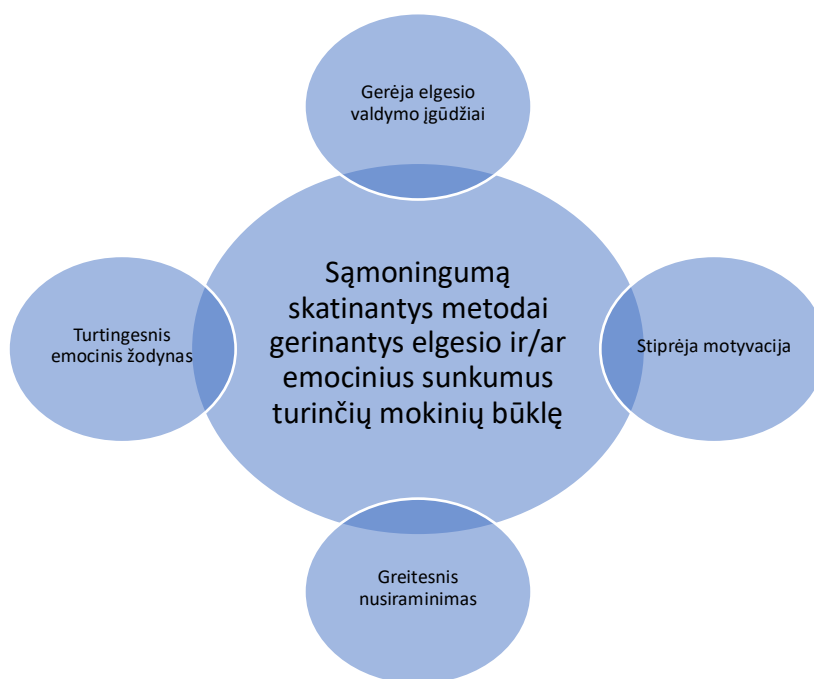 Gerėja elgesio
valdymo įgūdžiai
Sąmoningumą
skatinantys metodai
gerinantys elgesio ir/ar
emocinius sunkumus
turinčių mokinių būklę
Turtingesnis
emocinis žodynas
Stiprėja motyvacija
Greitesnis
nusiraminimas